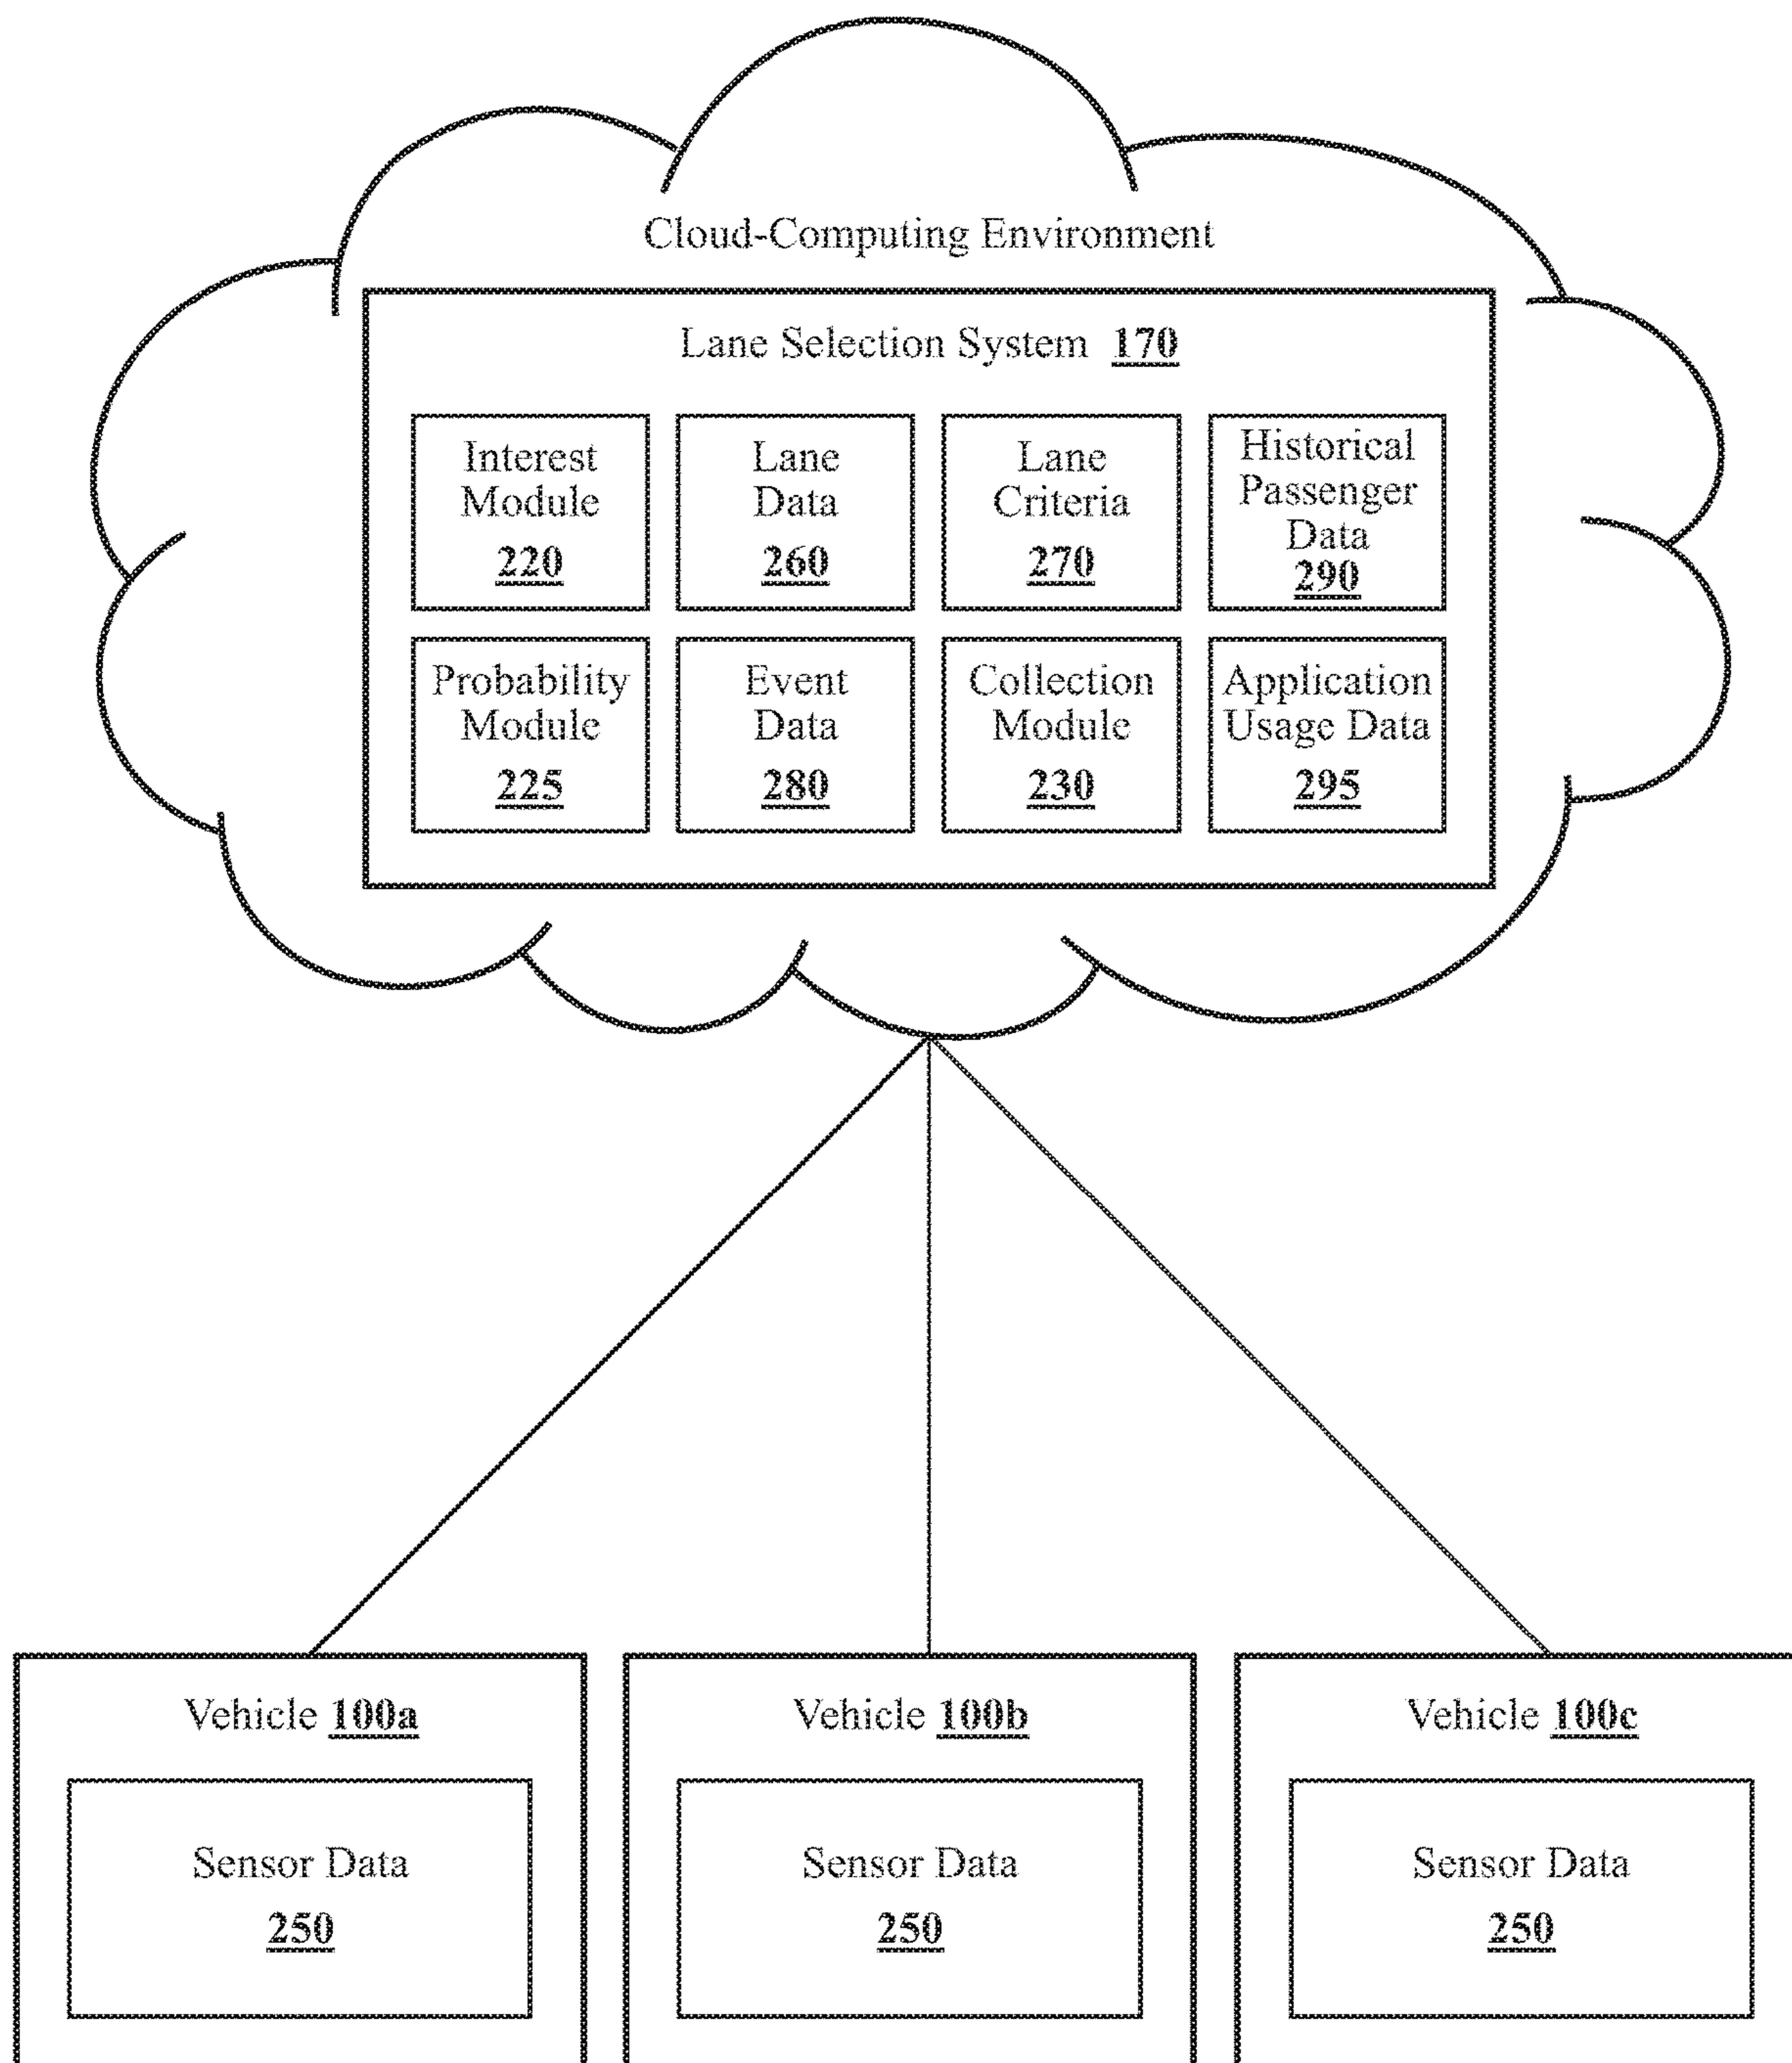 Cloud-Computing Environment
Lane Selection System 170
Interest
Module
220
Lane
Data
260
Lane
Criteria
270
Historical
Passenger
Data
290
Probability
Module
225
Event
Data
280
Collection
Module
230
Application
Usage Data
295
Vehicle 100a
Sensor Data
250
Vehicle 100b
Sensor Data
250
Vehicle 100c
Sensor Data
250